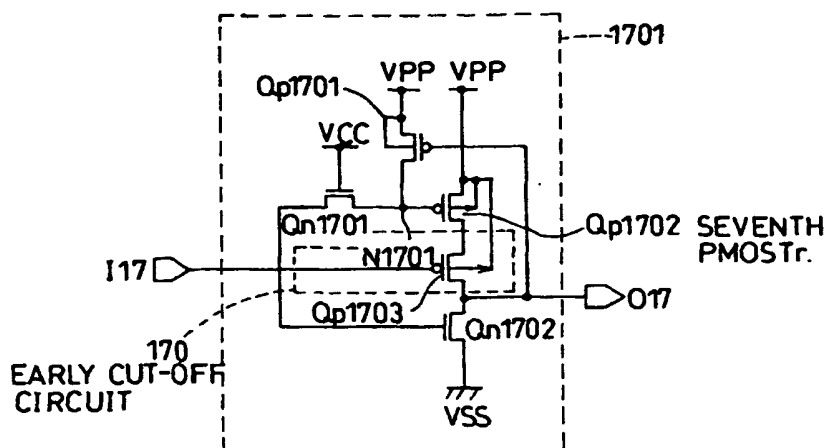 1701
VPP VPP
Qp1701
VCC
Qn1701
Qp1702 SEVENTH
PMOSTr.
N1701
I17
Qp1703
O17
Qn1702
170
EARLY CUT-OFF
CIRCUIT
VSS